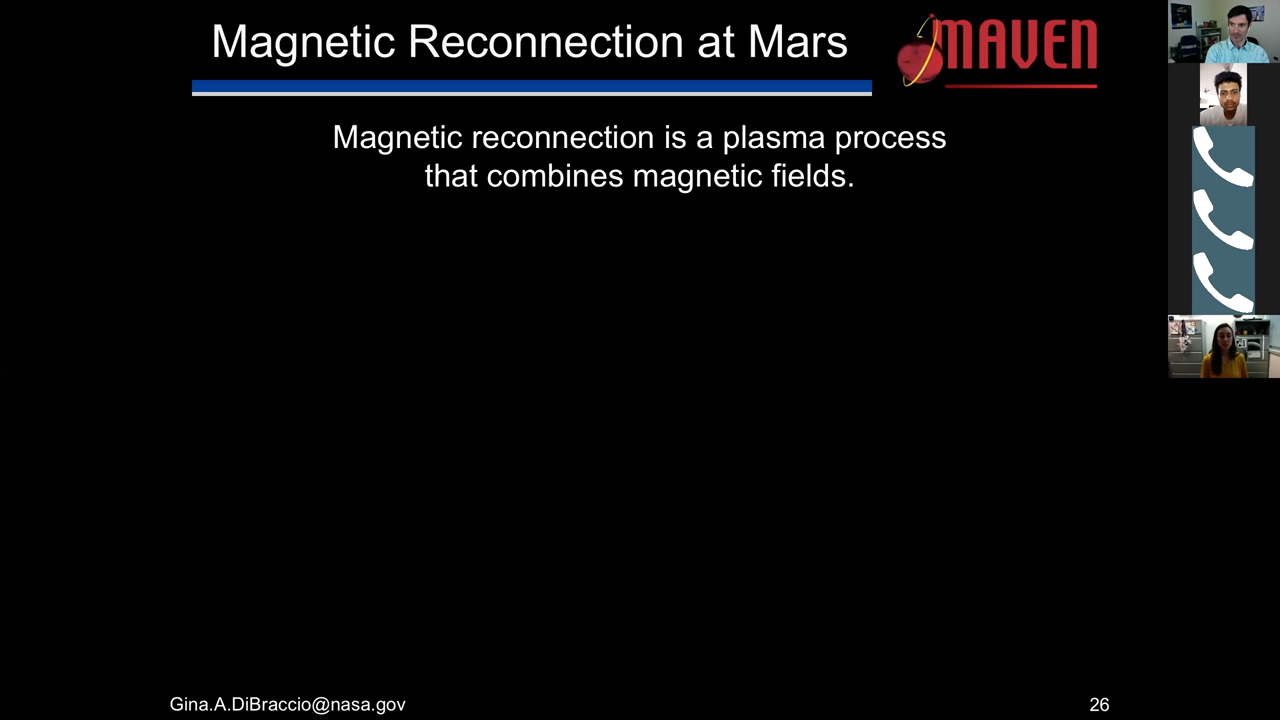 Magnetic Reconnection at Mars
MAVEN
Magnetic reconnection is a plasma process
that combines magnetic fields.
Gina.A.DiBraccio@nasa.gov
26